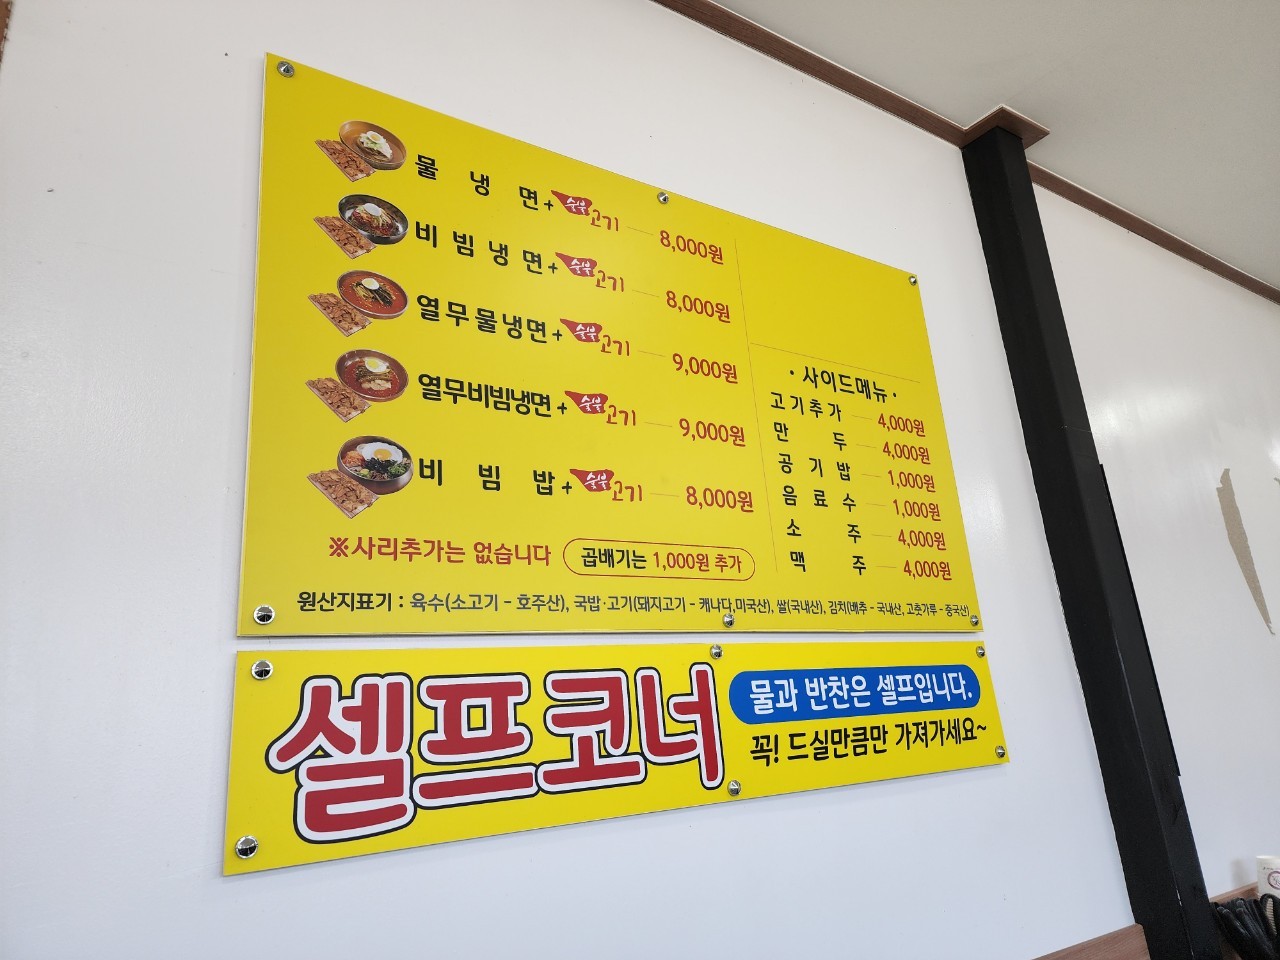 물 냉 면+숯불고기 8,000원
비 빔 냉 면+숯불고기 8,000원
열무물냉면+숯불고기 9,000원
열무비빔냉면+숯불고기 9,000원
비 빔 밥+숯불고기 8,000원
※사리추가는 없습니다 곱배기는 1,000원 추가
· 사이드메뉴 ·
고기추가 4,000원
만 두 4,000원
공 기 밥 1,000원
음 료 수 1,000원
소 주 4,000원
맥 주 4,000원
원산지표기 : 육수(소고기 - 호주산), 국밥·고기(돼지고기 - 캐나다,미국산), 쌀(국내산), 김치(배추 - 국내산, 고춧가루 - 중국산)
셀프코너
물과 반찬은 셀프입니다.
꼭! 드실만큼만 가져가세요~